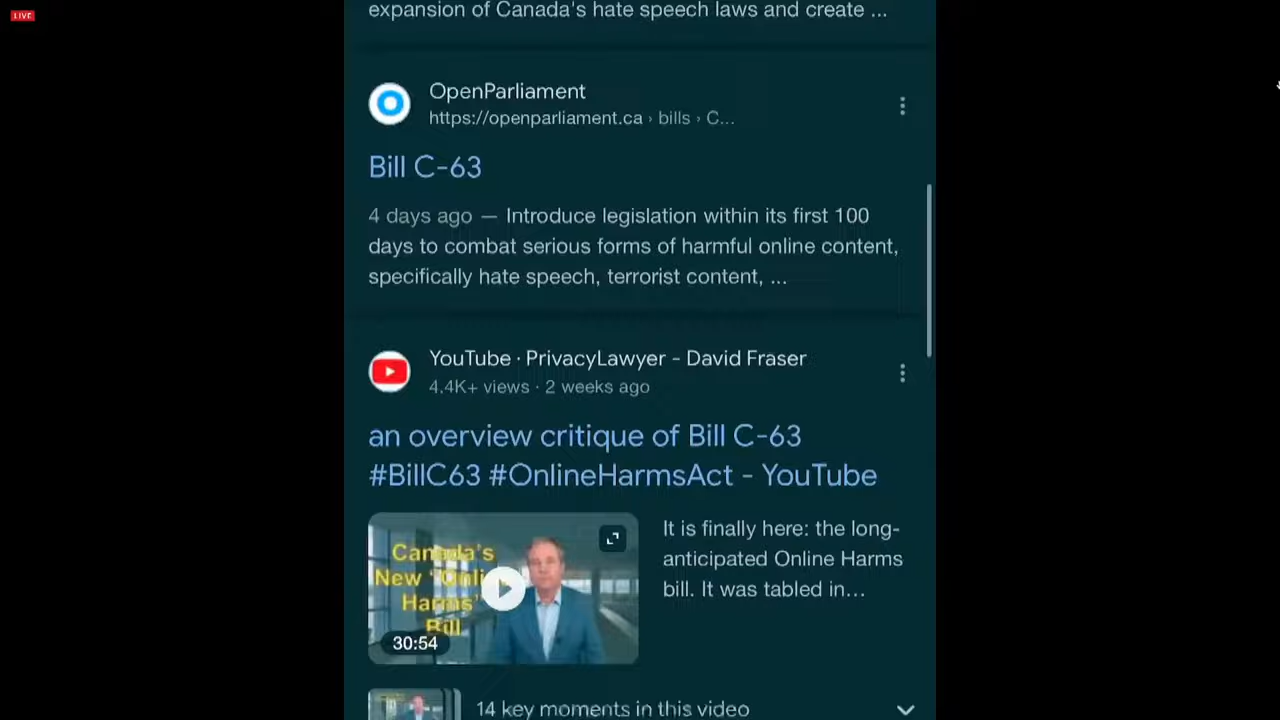 LIVE
expansion of Canada's hate speech laws and create ...
OpenParliament
https://openparliament.ca › bills › C...
Bill C-63
4 days ago — Introduce legislation within its first 100
days to combat serious forms of harmful online content,
specifically hate speech, terrorist content, ...
YouTube · PrivacyLawyer - David Fraser
4.4K+ views · 2 weeks ago
an overview critique of Bill C-63
#BillC63 #OnlineHarmsAct - YouTube
Canada's
New "Onli
Harms"
Bill
30:54
It is finally here: the long-
anticipated Online Harms
bill. It was tabled in...
14 key moments in this video